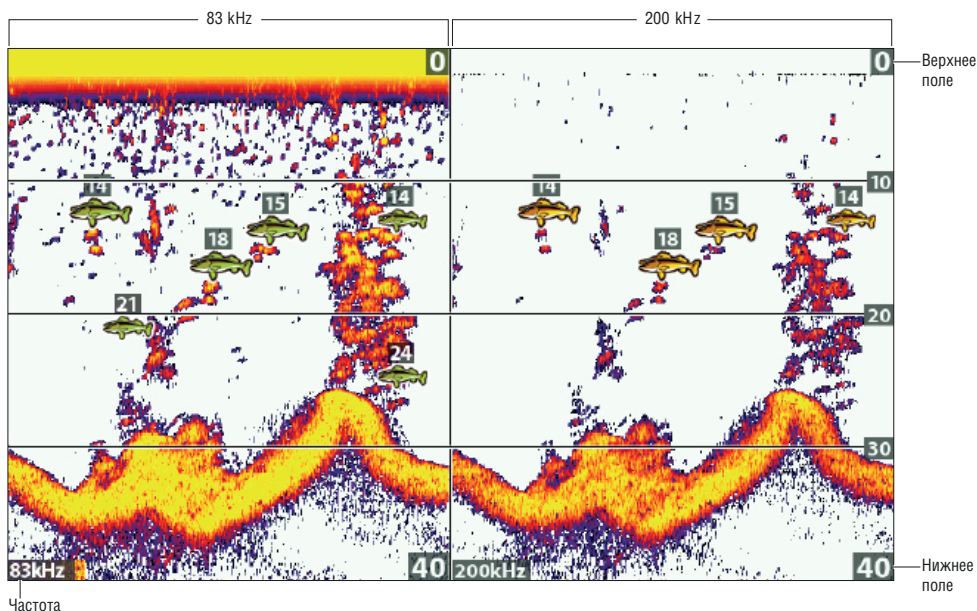 83 kHz 200 kHz
0 0 Верхнее
поле
10
14 14
15 14 15 14
18 18
20
21
24
30
83kHz 40 200kHz 40 Нижнее
поле
Частота